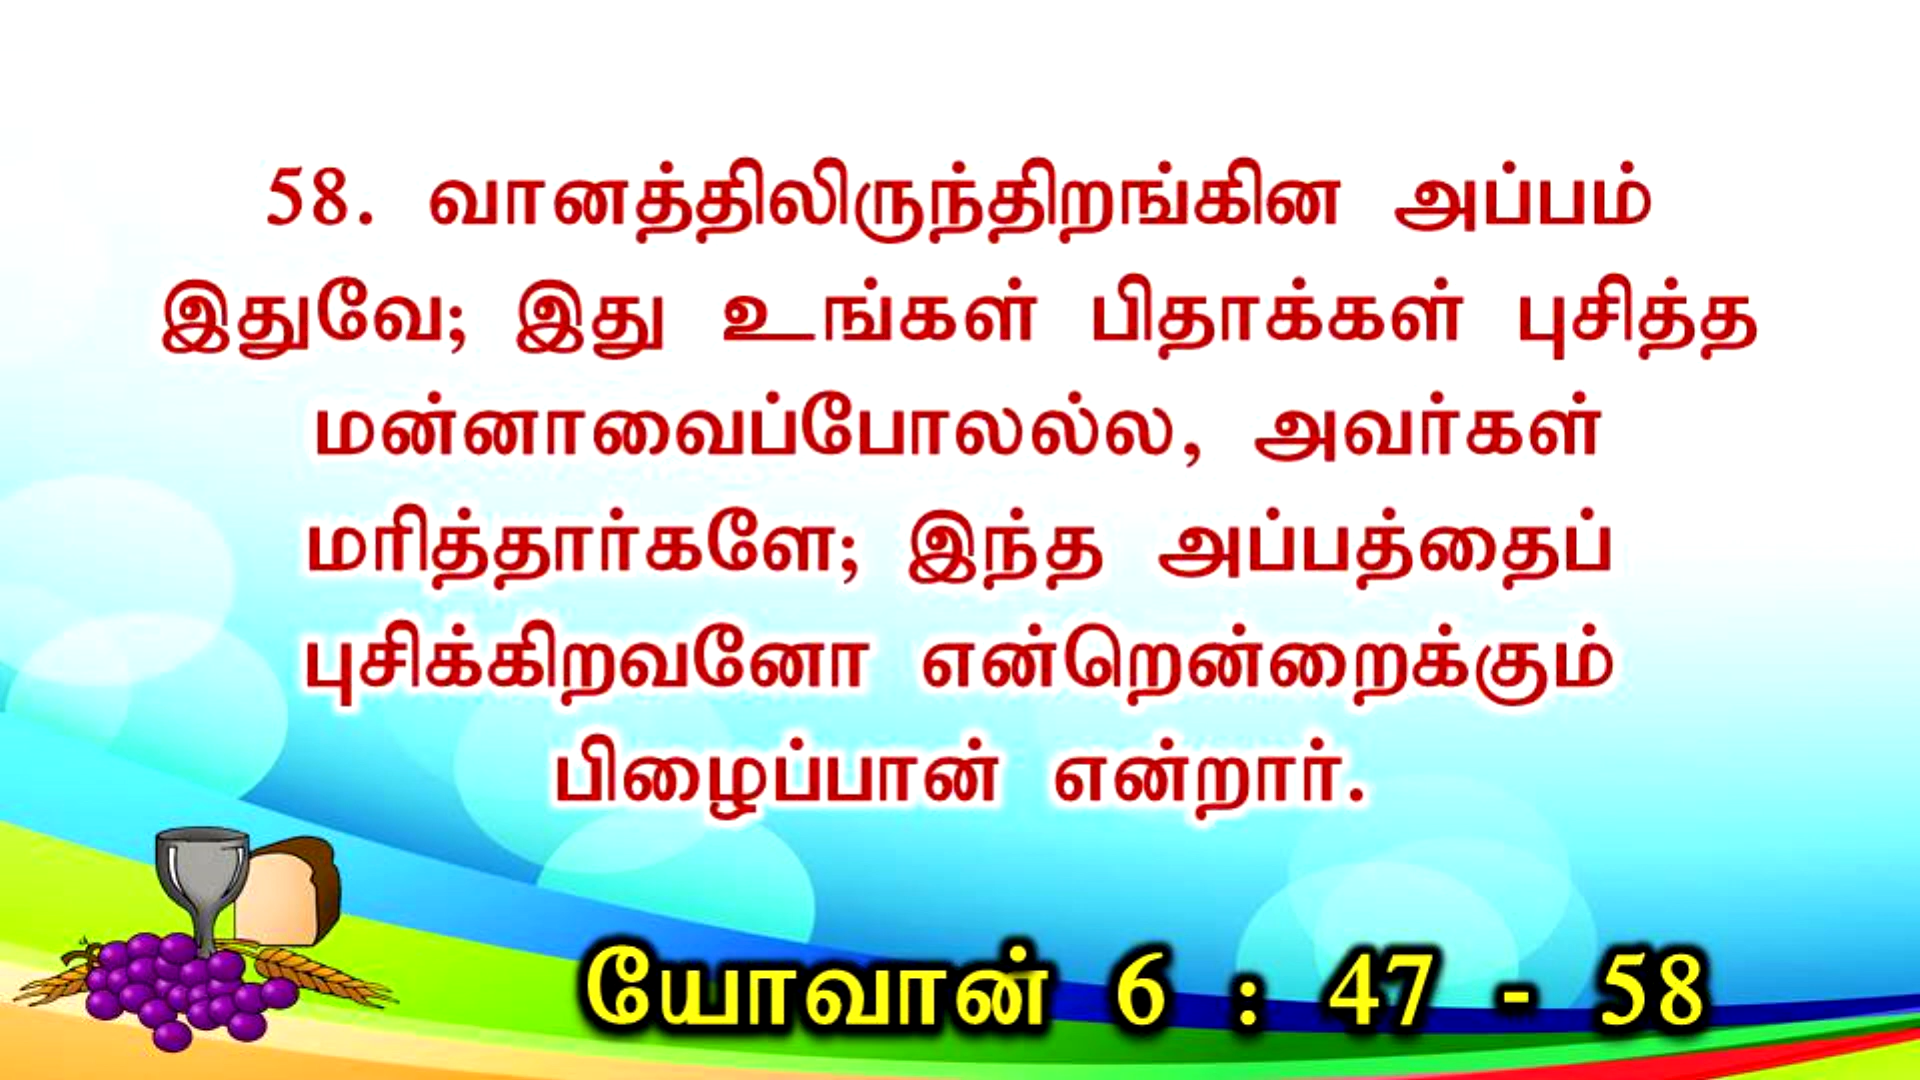 58. வானத்திலிருந்திறங்கின அப்பம்
இதுவே; இது உங்கள் பிதாக்கள் புசித்த
மன்னாவைப்போலல்ல, அவர்கள்
மரித்தார்களே; இந்த அப்பத்தைப்
புசிக்கிறவனோ என்றென்றைக்கும்
பிழைப்பான் என்றார்.
யோவான் 6 : 47 - 58